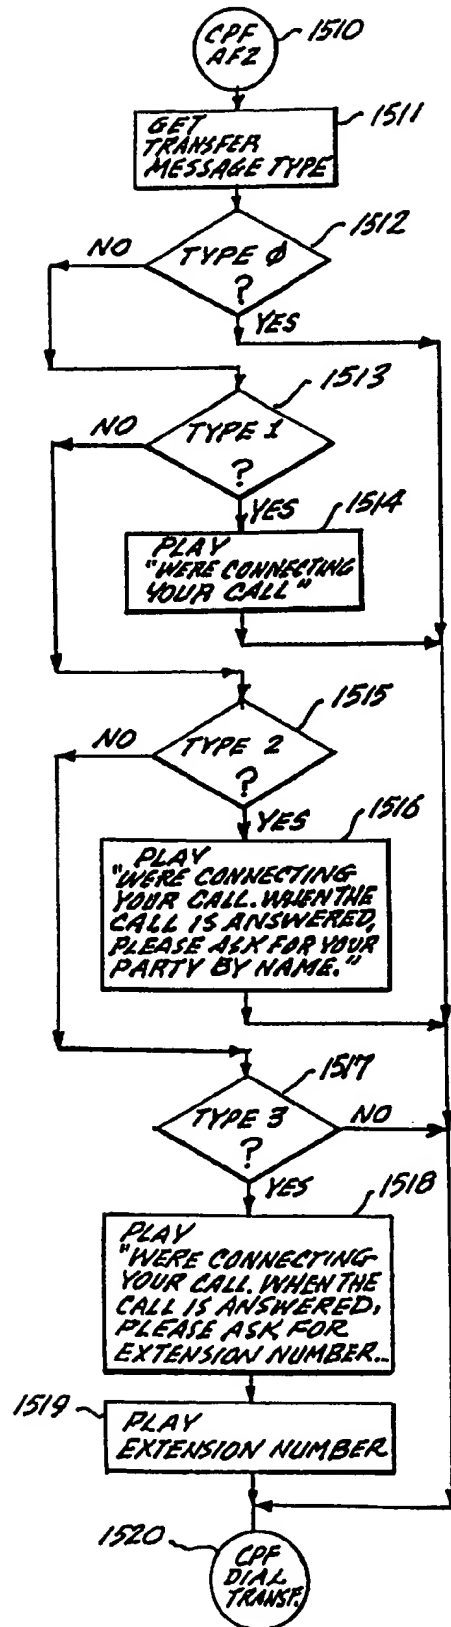 CPF
AFZ
1510
GET
TRANSFER
MESSAGE TYPE
1511
TYPE φ
?
1512
NO
YES
1513
TYPE 1
?
NO
YES
1514
PLAY
"WERE CONNECTING
YOUR CALL"
1515
TYPE 2
?
NO
YES
1516
PLAY
"WERE CONNECTING
YOUR CALL. WHEN THE
CALL IS ANSWERED,
PLEASE ASK FOR YOUR
PARTY BY NAME."
1517
TYPE 3
?
NO
YES
1518
PLAY
"WERE CONNECTING
YOUR CALL. WHEN THE
CALL IS ANSWERED,
PLEASE ASK FOR
EXTENSION NUMBER...
1519
PLAY
EXTENSION NUMBER
1520
CPF
DIAL
TRANSF.